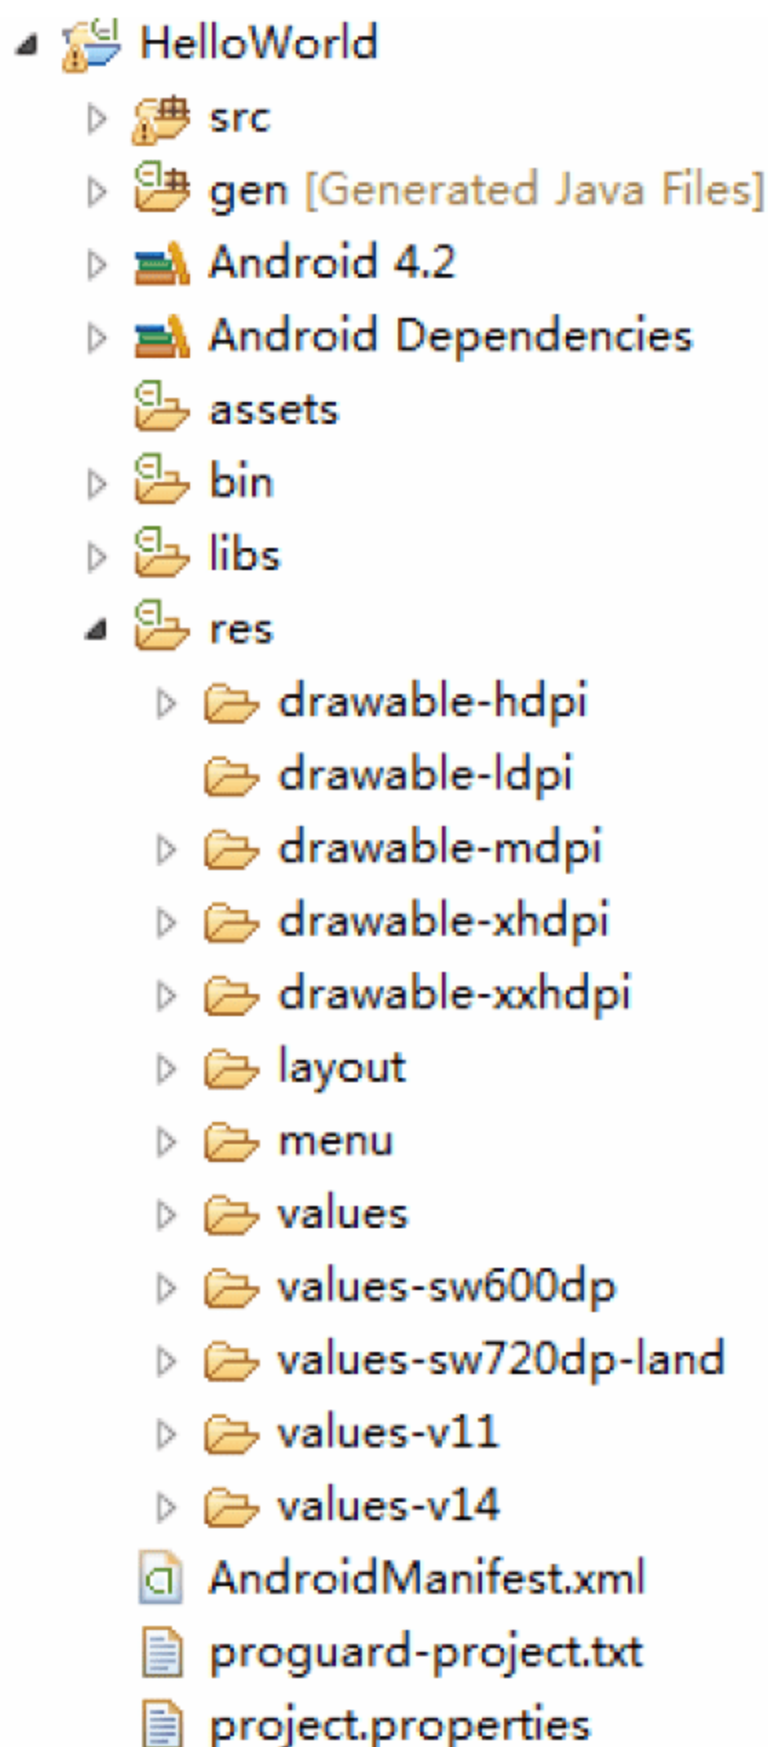 HelloWorld
src
gen [Generated Java Files]
Android 4.2
Android Dependencies
assets
bin
libs
res
drawable-hdpi
drawable-ldpi
drawable-mdpi
drawable-xhdpi
drawable-xxhdpi
layout
menu
values
values-sw600dp
values-sw720dp-land
values-v11
values-v14
AndroidManifest.xml
proguard-project.txt
project.properties